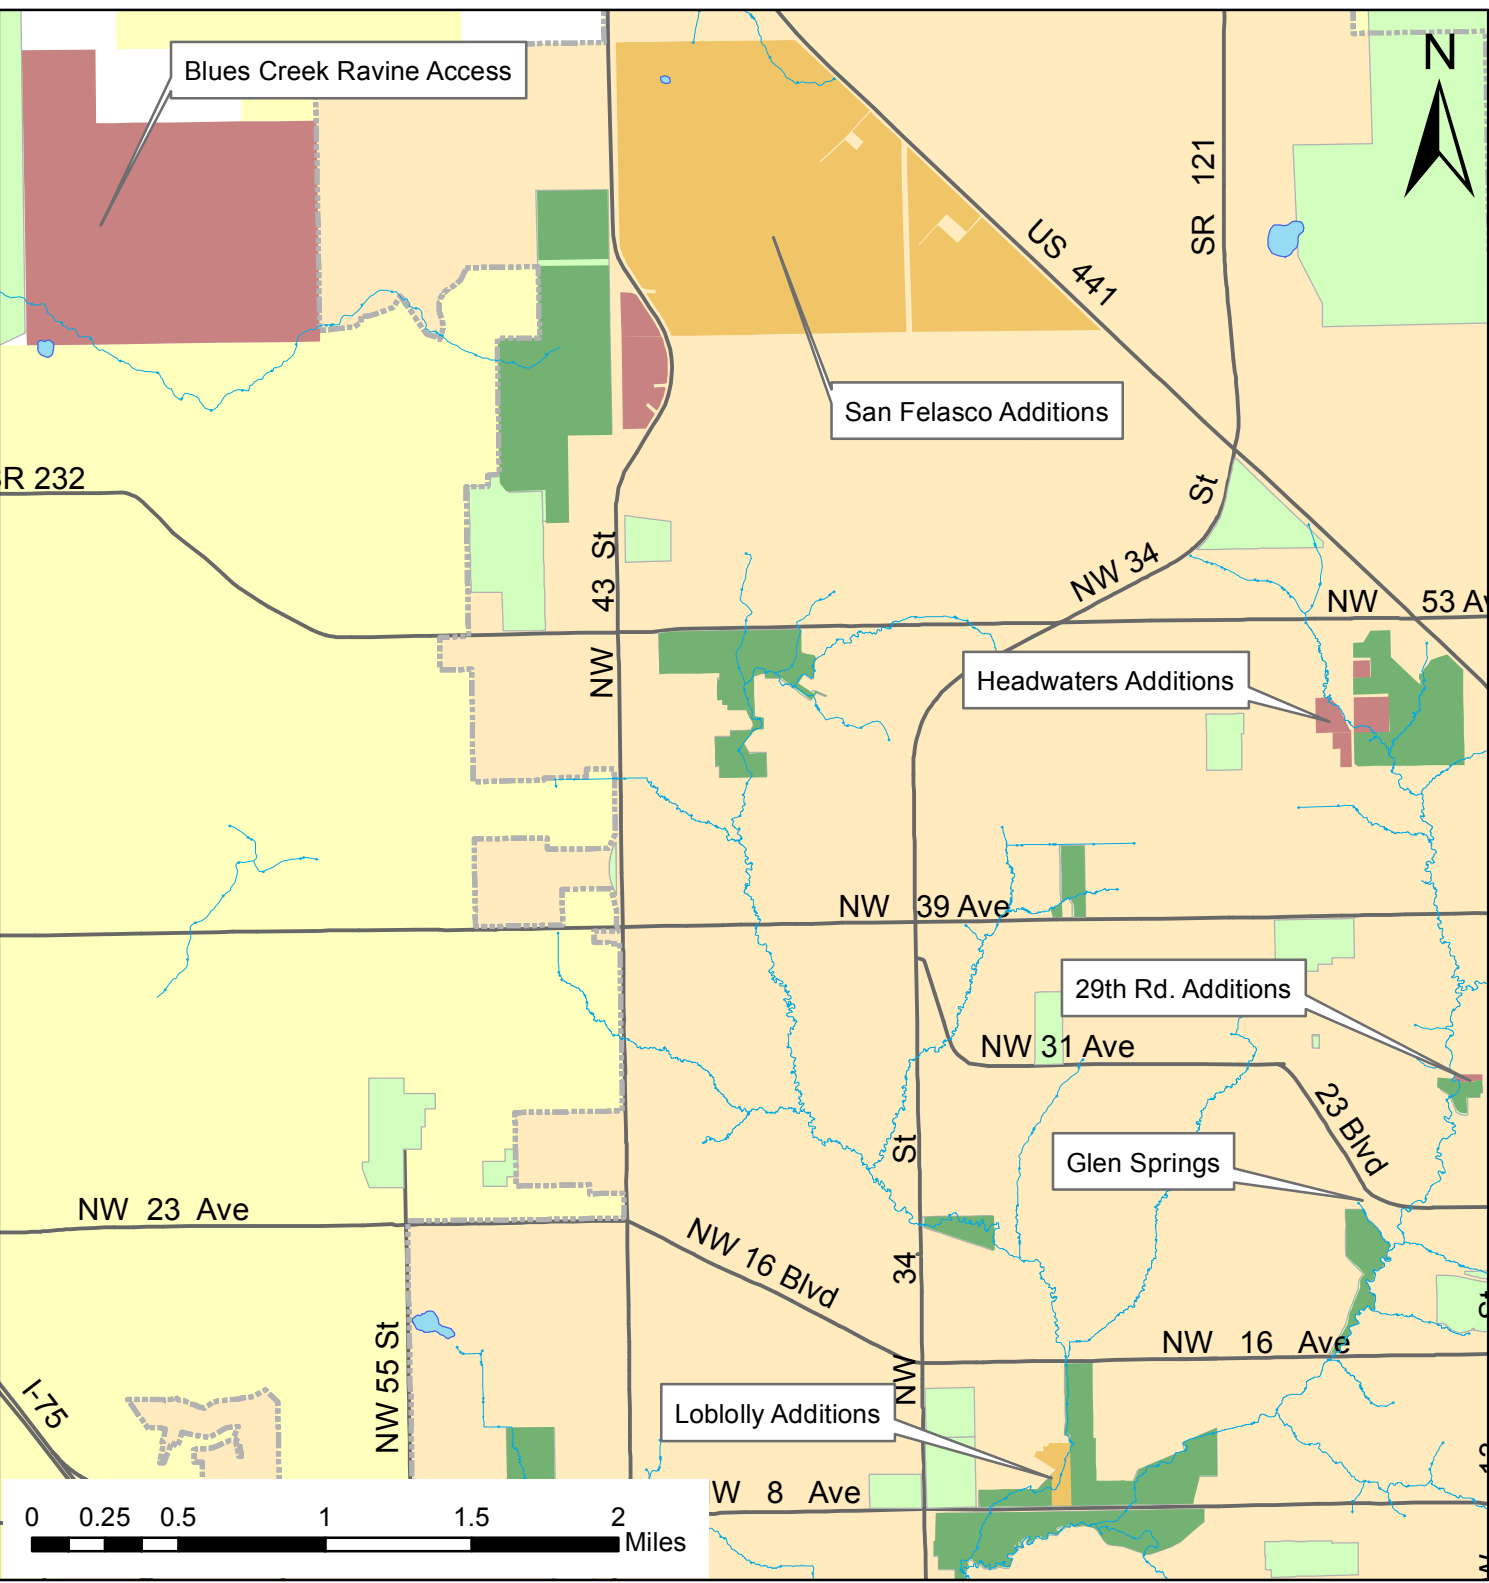 N
Blues Creek Ravine Access
SR 121
US 441
San Felasco Additions
R 232
43 St
NW
NW 34
St
NW 53 A
Headwaters Additions
NW 39 Ave
29th Rd. Additions
NW 31 Ave
23 Blvd
Glen Springs
NW 23 Ave
NW 16 Blvd
NW 34 St
NW 16 Ave
St
NW 55 St
I-75
Loblolly Additions
W 8 Ave
0 0.25 0.5 1 1.5 2
Miles